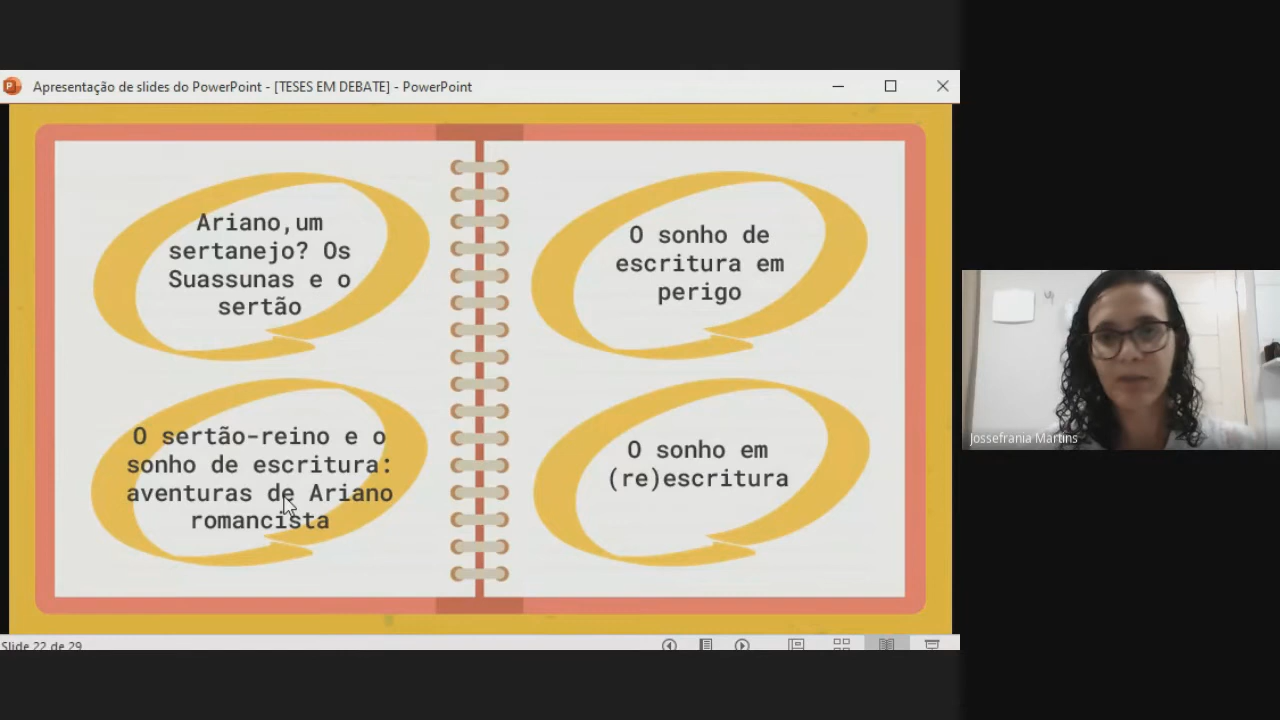 Apresentação de slides do PowerPoint - [TESES EM DEBATE] - PowerPoint
Ariano,um
sertanejo? Os
Suassunas e o
sertão
O sonho de
escritura em
perigo
O sertão-reino e o
sonho de escritura:
aventuras de Ariano
romancista
O sonho em
(re)escritura
Jossefrania Martins
Slide 22 de 29